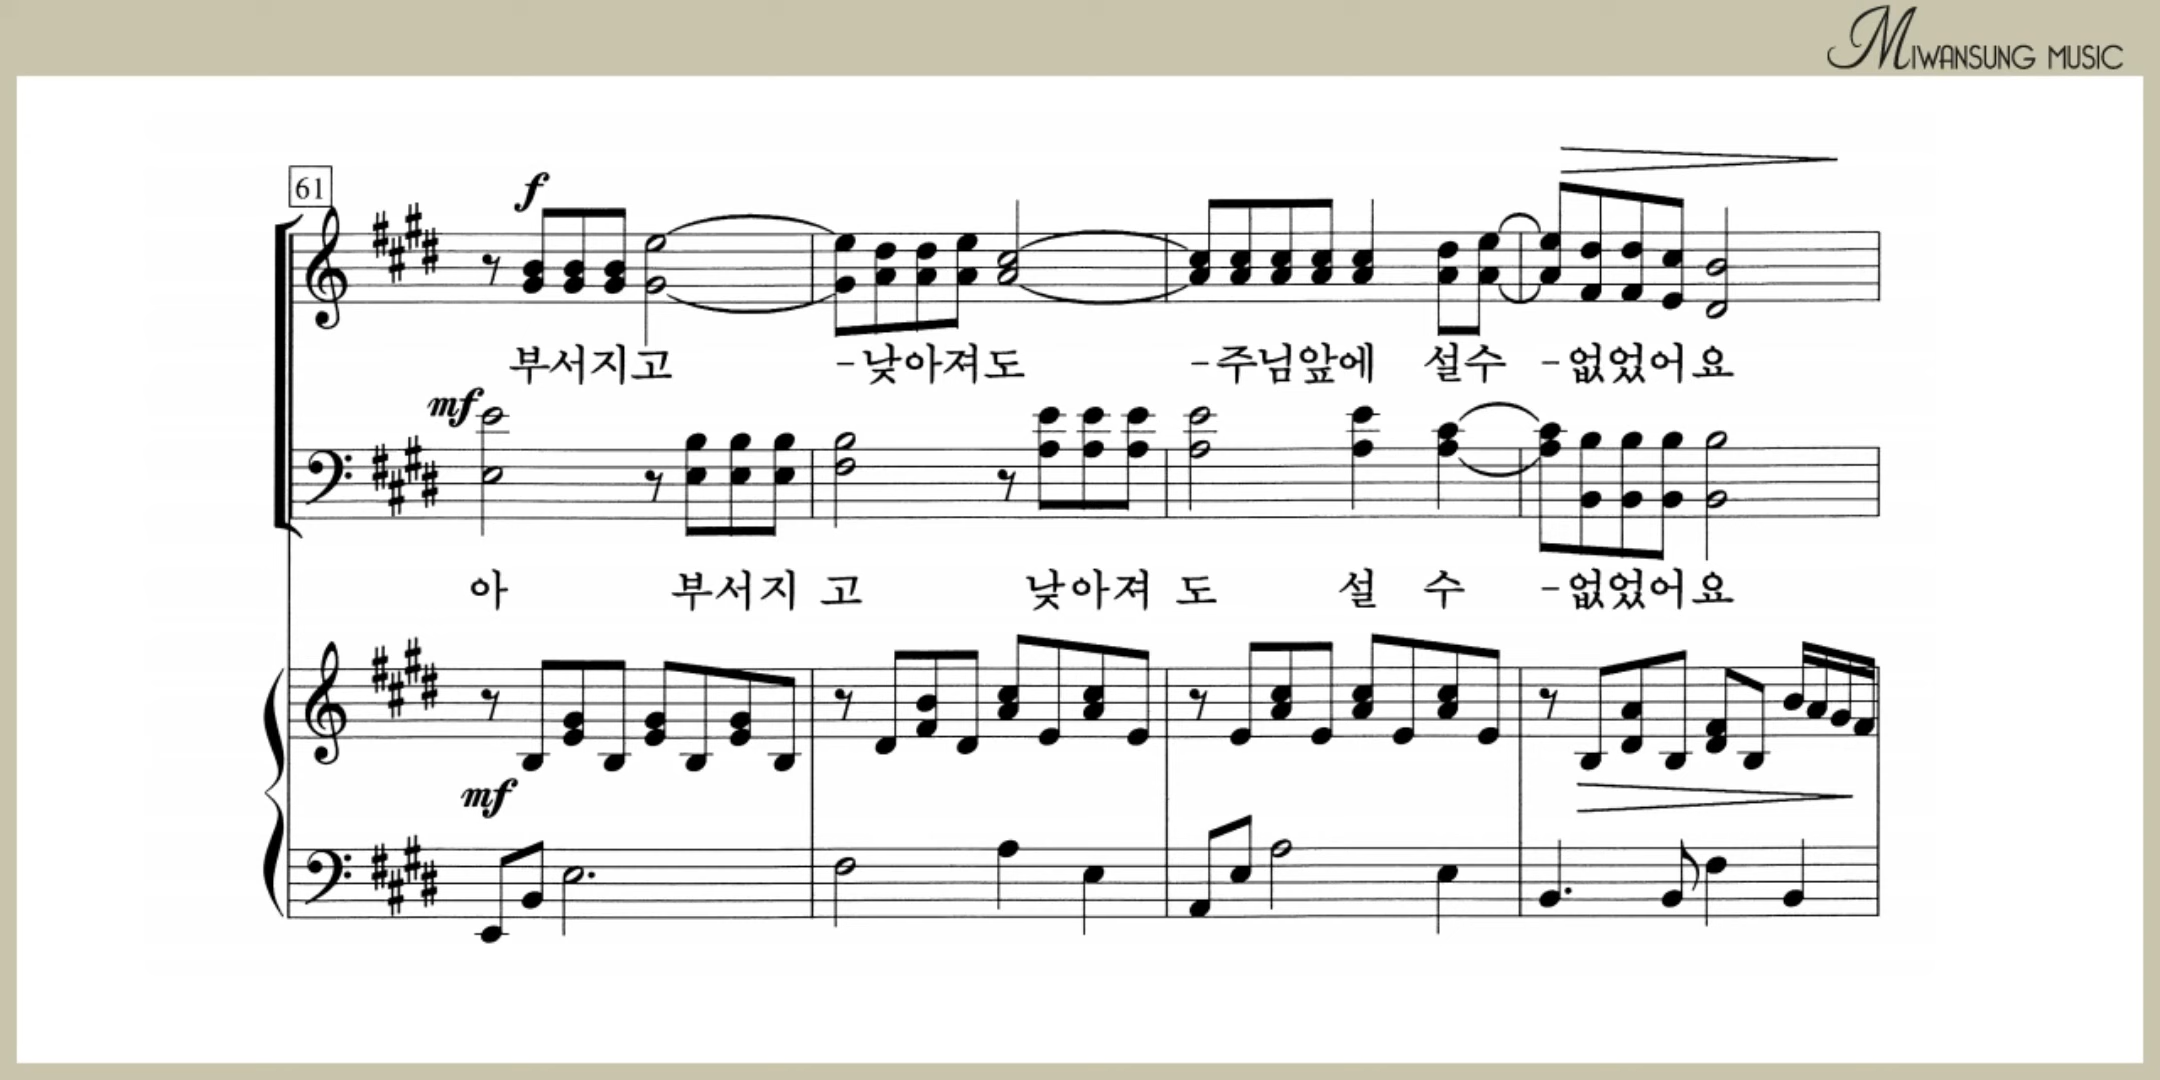 MIWANSUNG MUSIC
61
f
부서지고 -낮아져도 -주님앞에 설수 -없었어요
mf
아 부서지 고 낮아져 도 설 수 -없었어요
mf